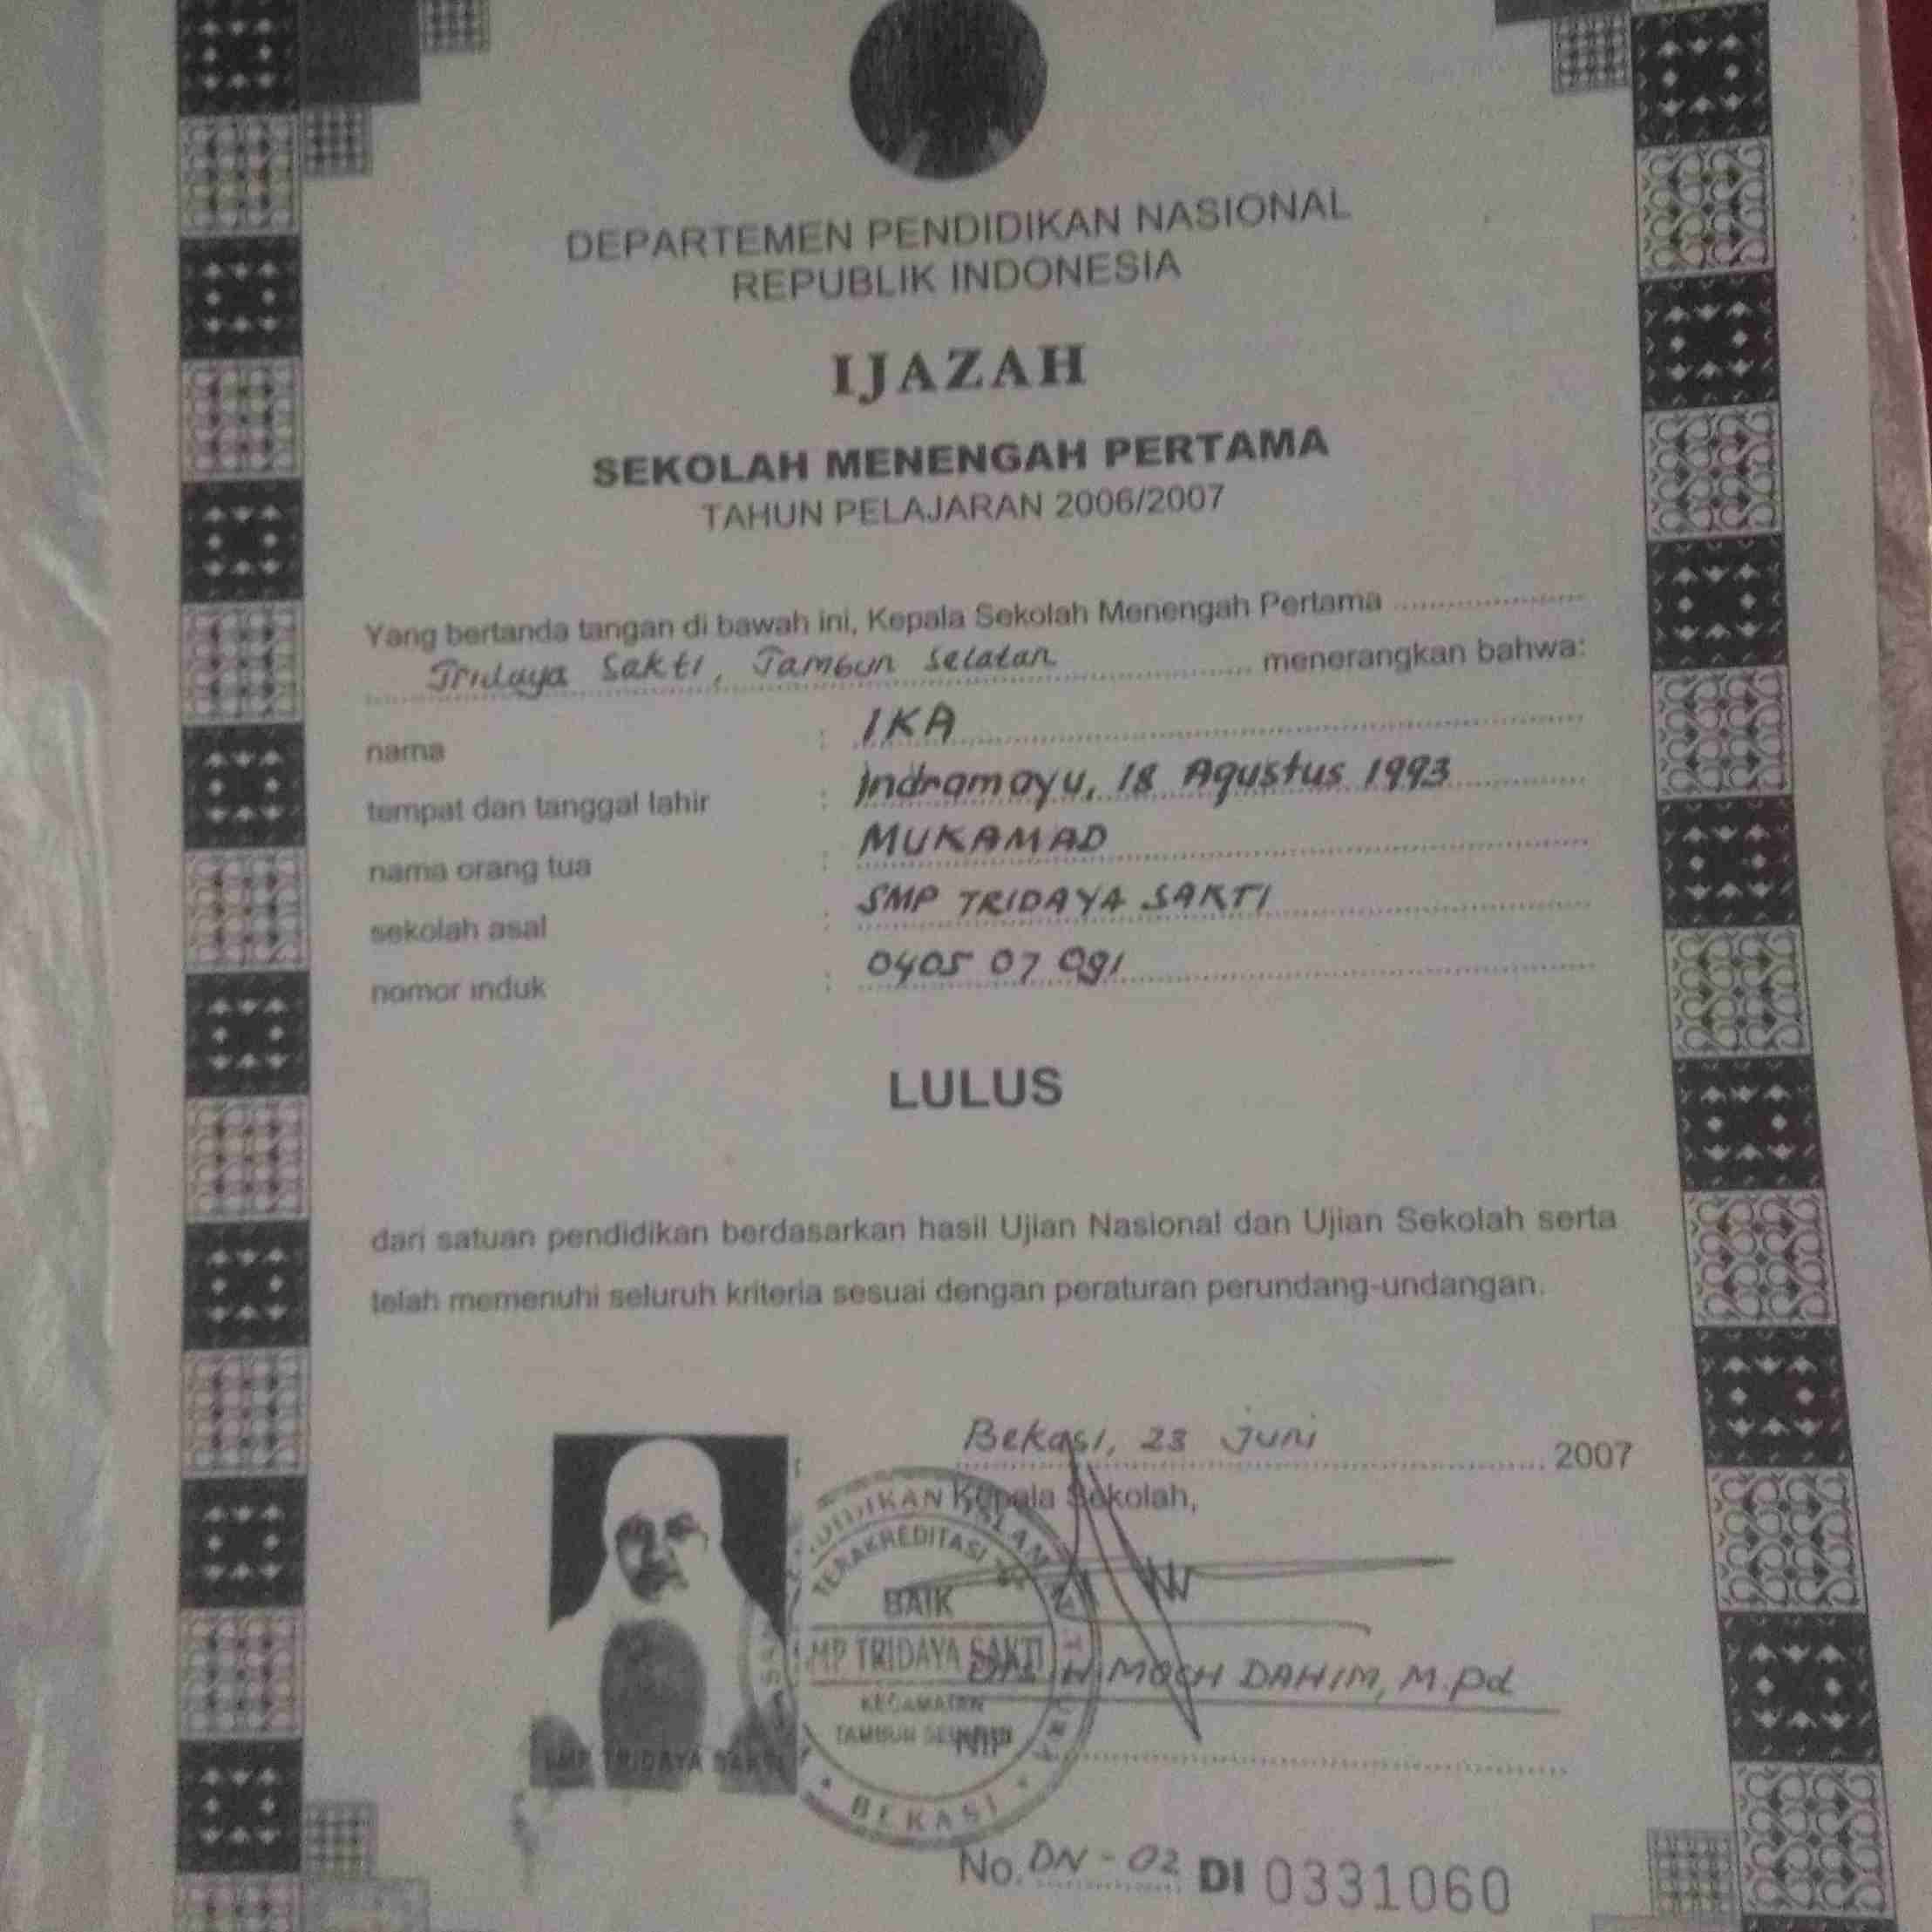 DEPARTEMEN PENDIDIKAN NASIONAL
REPUBLIK INDONESIA
IJAZAH
SEKOLAH MENENGAH PERTAMA
TAHUN PELAJARAN 2006/2007
Yang bertanda tangan di bawah ini, Kepala Sekolah Menengah Pertama
Tridaya Sakti, Tambun Selatan menerangkan bahwa:
nama : IKA
tempat dan tanggal lahir : Indramayu, 18 Agustus 1993
nama orang tua : MUKAMAD
sekolah asal : SMP TRIDAYA SAKTI
nomor induk : 0405 07 091
LULUS
dari satuan pendidikan berdasarkan hasil Ujian Nasional dan Ujian Sekolah serta
telah memenuhi seluruh kriteria sesuai dengan peraturan perundang-undangan.
Bekasi, 23 Juni 2007
Kepala Sekolah,
TERAKREDITASI
BAIK
MP TRIDAYA SAKTI
KECAMATAN
TAMBUN
BEKASI
MOCH DAHIM, M.Pd
NIP
SMP TRIDAYA SAKTI
No. DN-02 DI 0331060